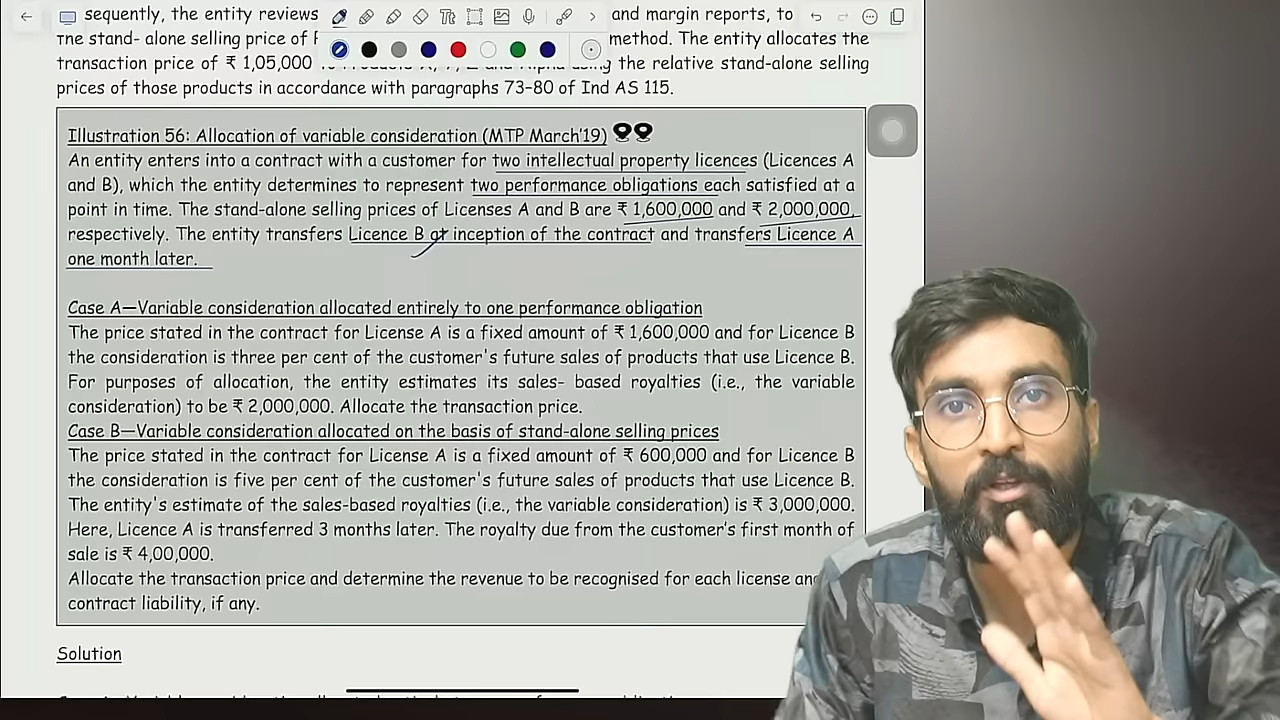 sequently, the entity reviews and margin reports, to
the stand- alone selling price of method. The entity allocates the
transaction price of ₹ 1,05,000 to Products X, Y, Z and Alpha using the relative stand-alone selling
prices of those products in accordance with paragraphs 73–80 of Ind AS 115.
Illustration 56: Allocation of variable consideration (MTP March'19)
An entity enters into a contract with a customer for two intellectual property licences (Licences A
and B), which the entity determines to represent two performance obligations each satisfied at a
point in time. The stand-alone selling prices of Licenses A and B are ₹ 1,600,000 and ₹ 2,000,000,
respectively. The entity transfers Licence B at inception of the contract and transfers Licence A
one month later.
Case A—Variable consideration allocated entirely to one performance obligation
The price stated in the contract for License A is a fixed amount of ₹ 1,600,000 and for Licence B
the consideration is three per cent of the customer's future sales of products that use Licence B.
For purposes of allocation, the entity estimates its sales- based royalties (i.e., the variable
consideration) to be ₹ 2,000,000. Allocate the transaction price.
Case B—Variable consideration allocated on the basis of stand-alone selling prices
The price stated in the contract for License A is a fixed amount of ₹ 600,000 and for Licence B
the consideration is five per cent of the customer's future sales of products that use Licence B.
The entity's estimate of the sales-based royalties (i.e., the variable consideration) is ₹ 3,000,000.
Here, Licence A is transferred 3 months later. The royalty due from the customer's first month of
sale is ₹ 4,00,000.
Allocate the transaction price and determine the revenue to be recognised for each license and
contract liability, if any.
Solution